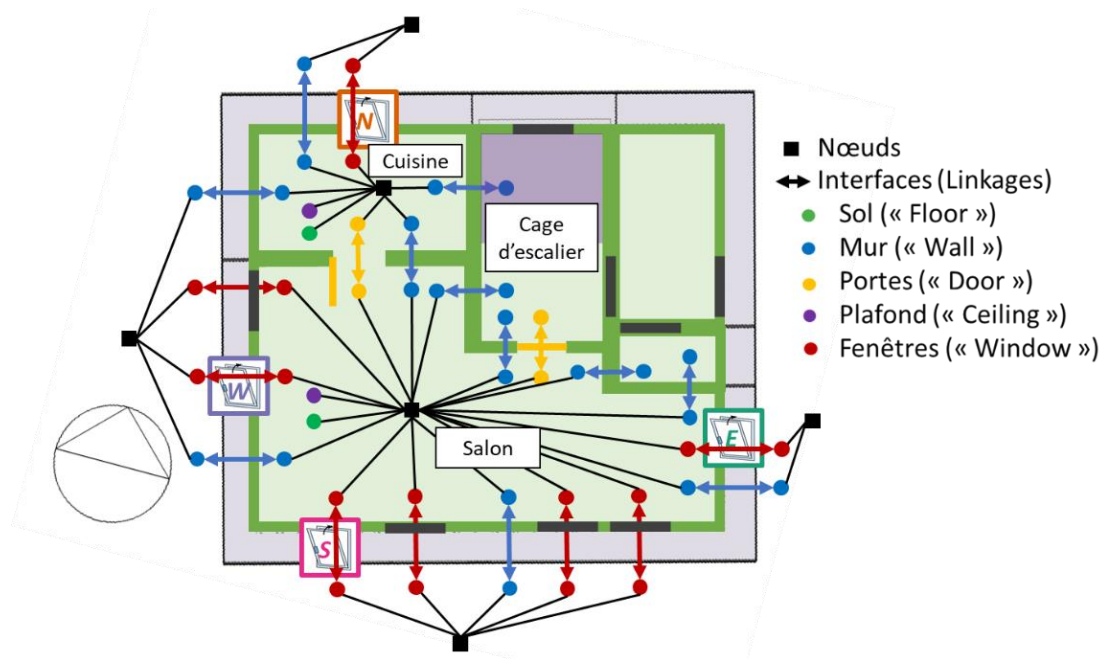 N
Cuisine
Cage
d'escalier
W
Salon
E
S
Nœuds
Interfaces (Linkages)
Sol (« Floor »)
Mur (« Wall »)
Portes (« Door »)
Plafond (« Ceiling »)
Fenêtres (« Window »)